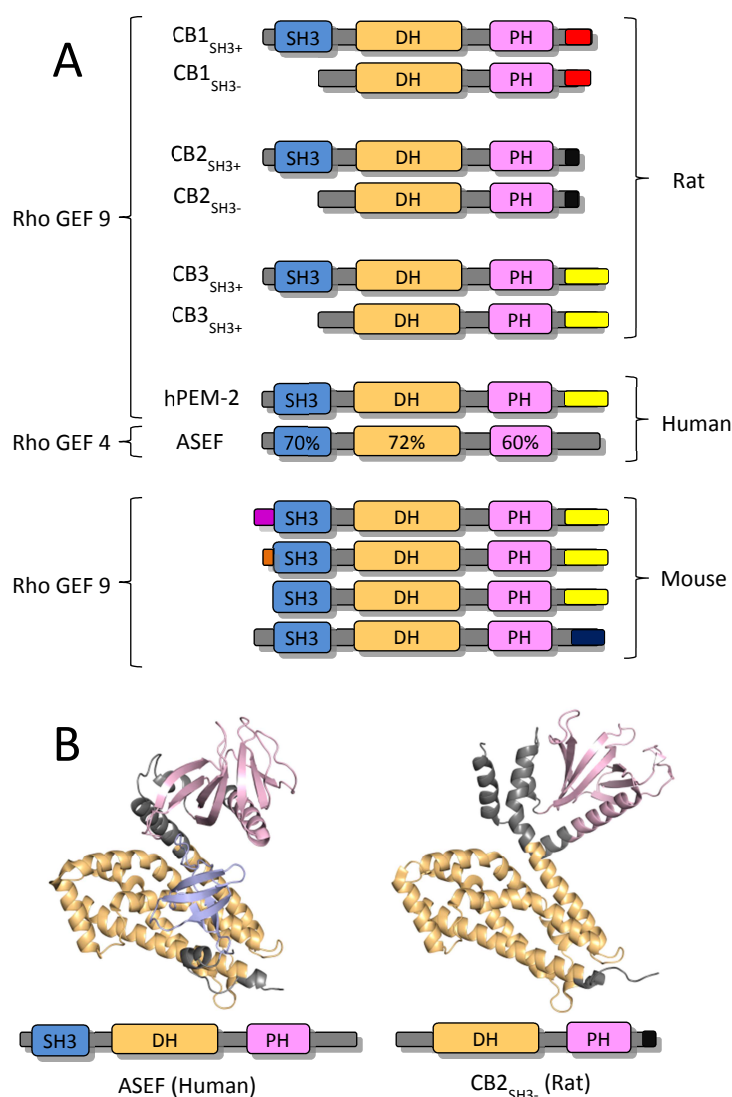 A
CB1SH3+ SH3 DH PH
CB1SH3- DH PH
CB2SH3+ SH3 DH PH
Rat
CB2SH3- DH PH
Rho GEF 9
CB3SH3+ SH3 DH PH
CB3SH3+ DH PH
hPEM-2 SH3 DH PH
Human
Rho GEF 4 ASEF 70% 72% 60%
SH3 DH PH
SH3 DH PH
Rho GEF 9 Mouse
SH3 DH PH
SH3 DH PH
B
SH3 DH PH
DH PH
ASEF (Human)
CB2SH3- (Rat)